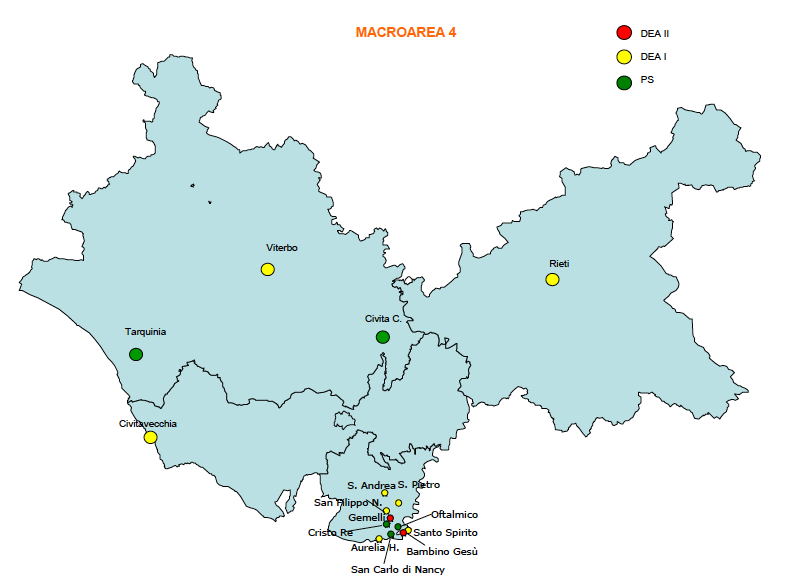 MACROAREA 4
DEA II
DEA I
PS
Viterbo
Rieti
Civita C.
Tarquinia
Civitavecchia
S. Andrea
S. Pietro
San Filippo N.
Gemelli
Oftalmico
Cristo Re
Santo Spirito
Aurelia H.
Bambino Gesù
San Carlo di Nancy